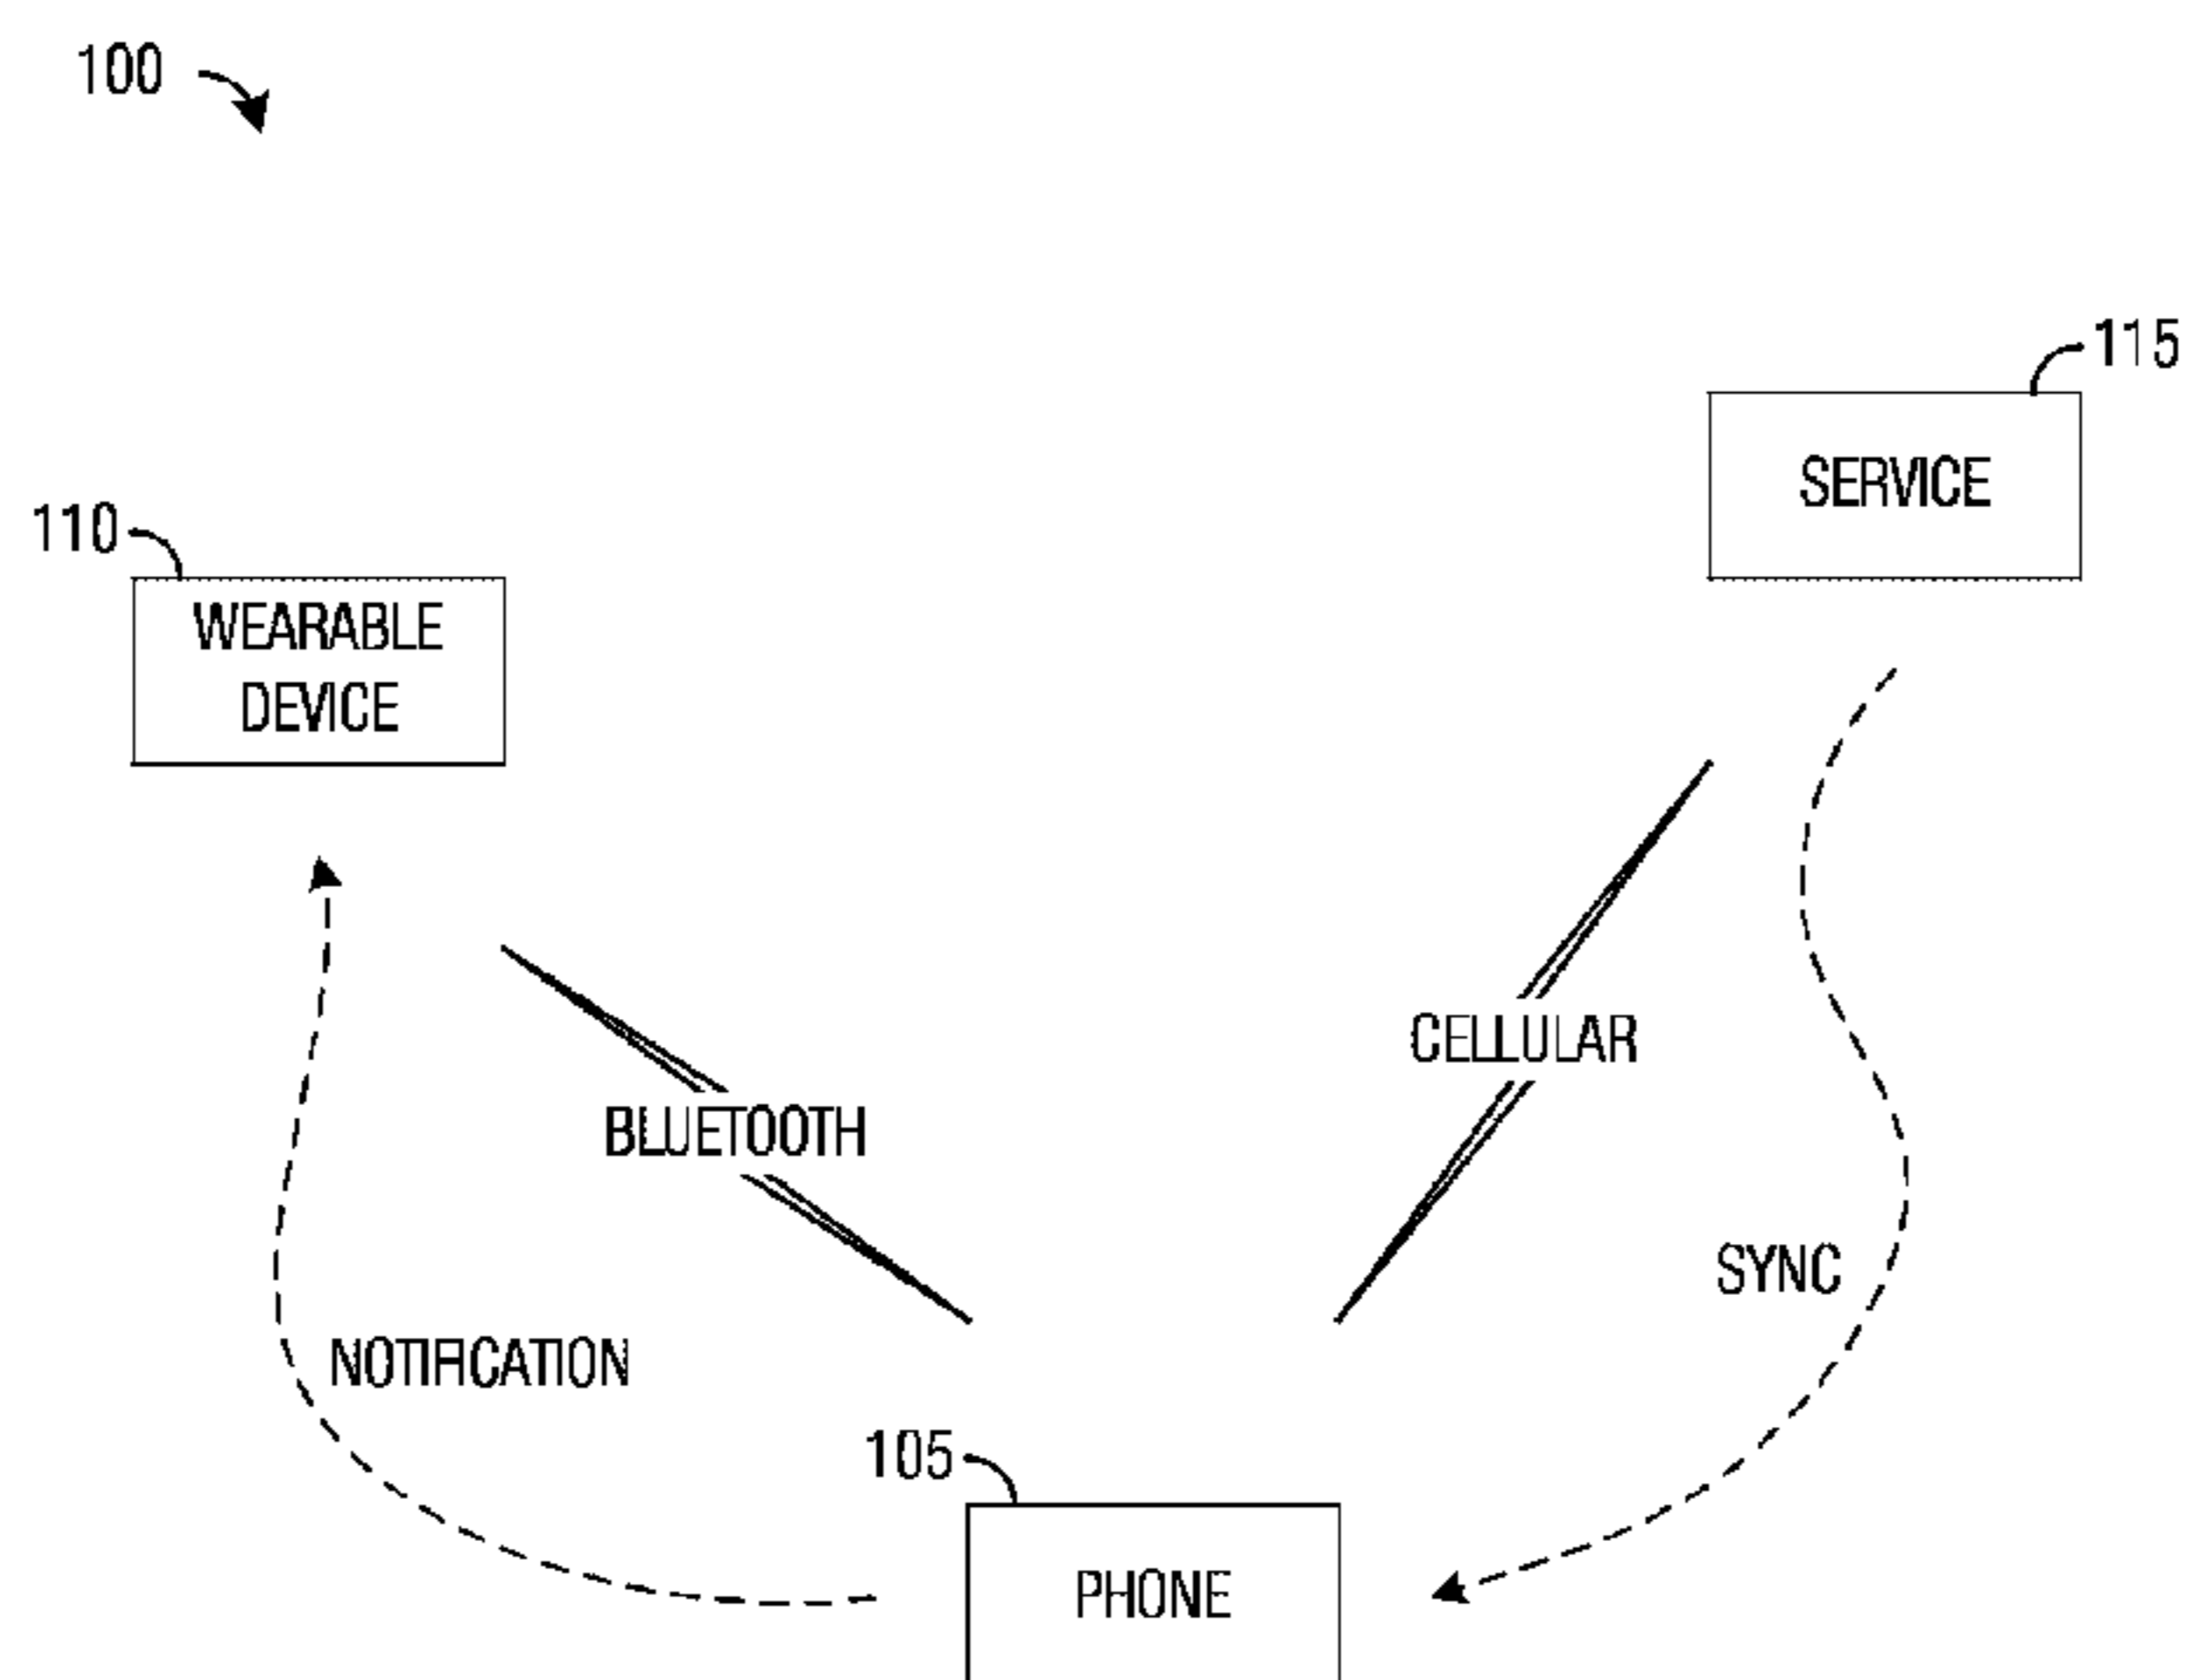 100
115
SERVICE
110
WEARABLE
DEVICE
CELLULAR
BLUETOOTH
SYNC
NOTIFICATION
105
PHONE